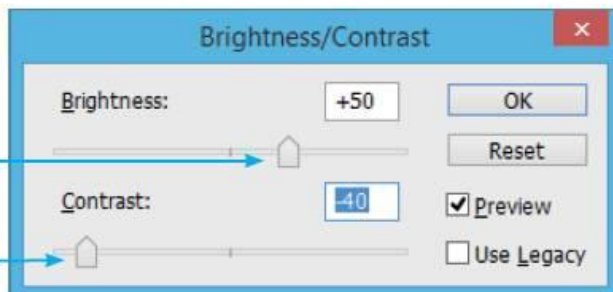 Brightness/Contrast
Brightness: +50 OK
Reset
Contrast: -40 Preview
Use Legacy